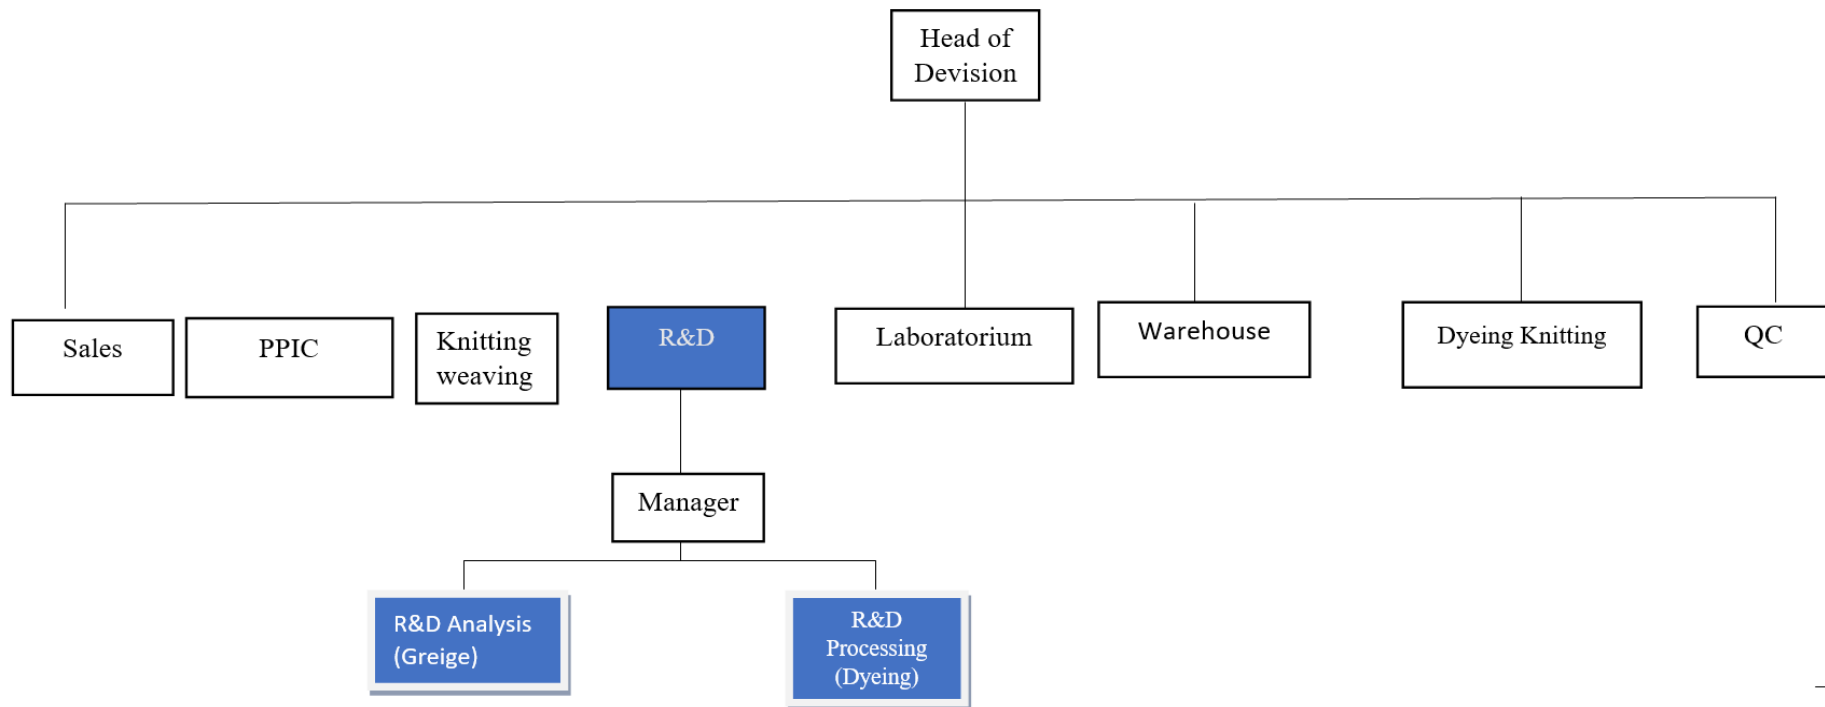 Head of
Devision
Sales
PPIC
Knitting
weaving
R&D
Laboratorium
Warehouse
Dyeing Knitting
QC
Manager
R&D Analysis
(Greige)
R&D
Processing
(Dyeing)